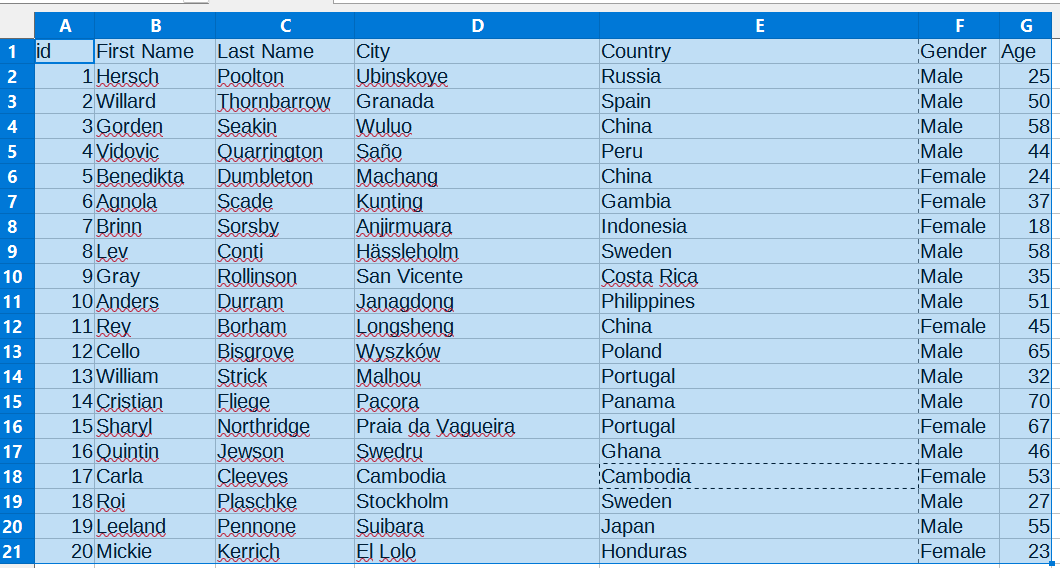 A B C D E F G
1 id First Name Last Name City Country Gender Age
2 1 Hersch Poolton Ubinskoye Russia Male 25
3 2 Willard Thornbarrow Granada Spain Male 50
4 3 Gorden Seakin Wuluo China Male 58
5 4 Vidovic Quarrington Saño Peru Male 44
6 5 Benedikta Dumbleton Machang China Female 24
7 6 Agnola Scade Kunting Gambia Female 37
8 7 Brinn Sorsby Anjirmuara Indonesia Female 18
9 8 Lev Conti Hässleholm Sweden Male 58
10 9 Gray Rollinson San Vicente Costa Rica Male 35
11 10 Anders Durram Janagdong Philippines Male 51
12 11 Rey Borham Longsheng China Female 45
13 12 Cello Bisgrove Wyszków Poland Male 65
14 13 William Strick Malhou Portugal Male 32
15 14 Cristian Fliege Pacora Panama Male 70
16 15 Sharyl Northridge Praia da Vagueira Portugal Female 67
17 16 Quintin Jewson Swedru Ghana Male 46
18 17 Carla Cleeves Cambodia Cambodia Female 53
19 18 Roi Plaschke Stockholm Sweden Male 27
20 19 Leeland Pennone Suibara Japan Male 55
21 20 Mickie Kerrich El Lolo Honduras Female 23